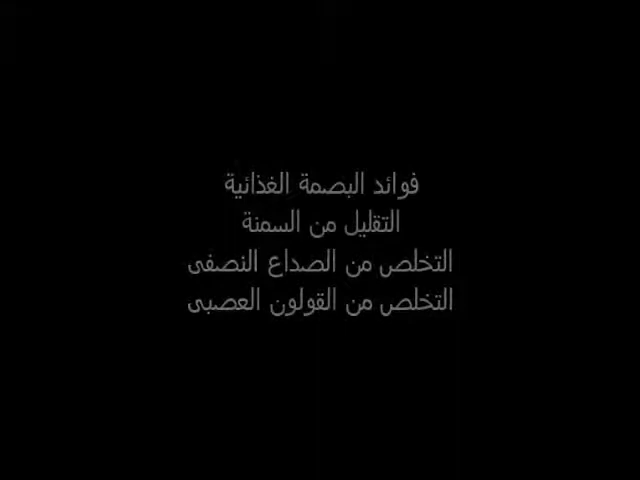 فوائد البصمة الغذائية
التقليل من السمنة
التخلص من الصداع النصفى
التخلص من القولون العصبى